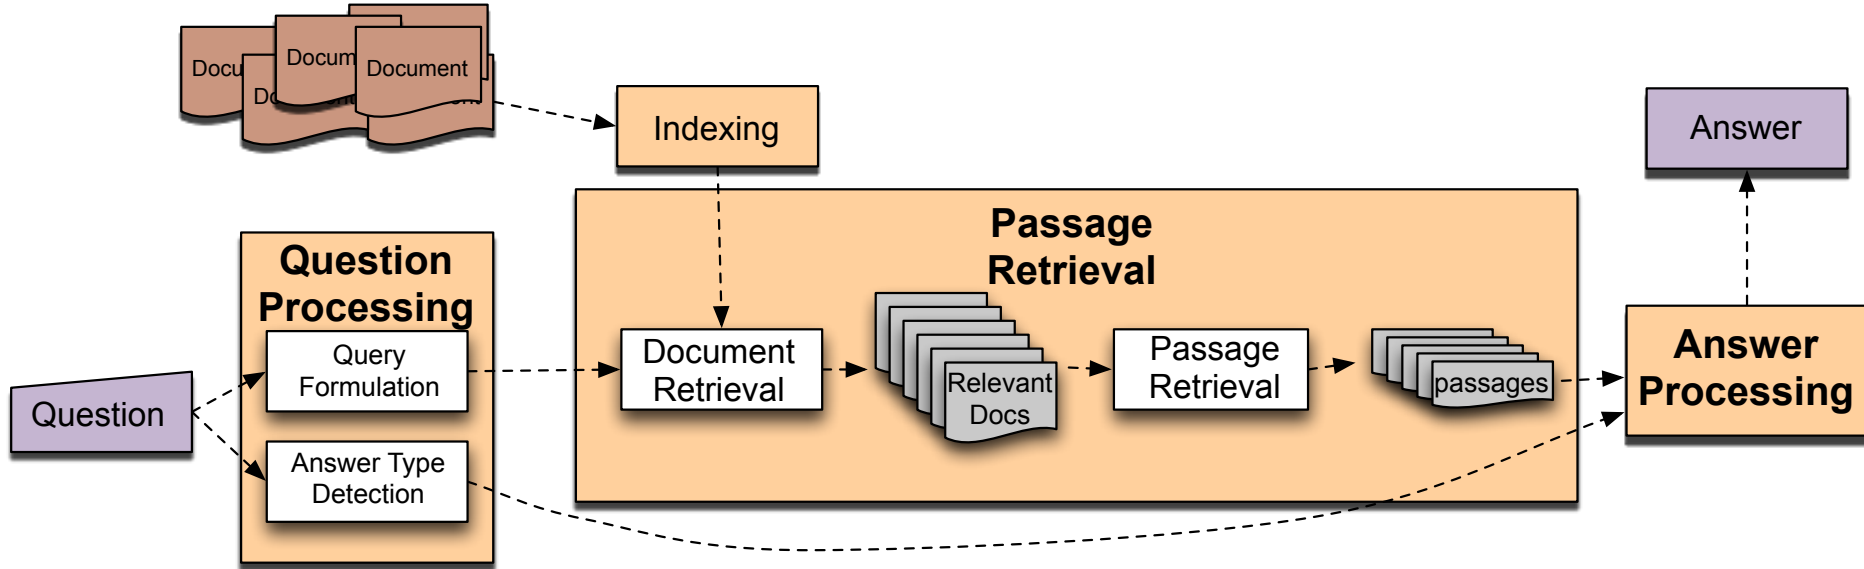 Docu
Docum
Document
Indexing
Answer
Passage
Retrieval
Question
Processing
Query
Formulation
Document
Retrieval
Relevant
Docs
Passage
Retrieval
passages
Answer
Processing
Question
Answer Type
Detection